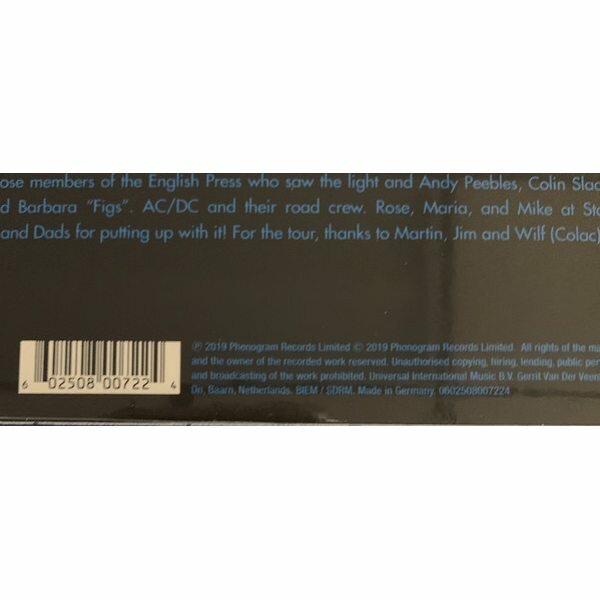 ose members of the English Press who saw the light and Andy Peebles, Colin Slac
d Barbara “Figs”. AC/DC and their road crew. Rose, Maria, and Mike at Sto
and Dads for putting up with it! For the tour, thanks to Martin, Jim and Wilf (Colac)
℗ 2019 Phonogram Records Limited © 2019 Phonogram Records Limited. All rights of the ma
and the owner of the recorded work reserved. Unauthorised copying, hiring, lending, public per
and broadcasting of the work prohibited. Universal International Music B.V. Gerrit Van Der Veen
Dri, Baarn, Netherlands. BIEM / SDRM. Made in Germany. 0602508007224
6 02508 00722 4